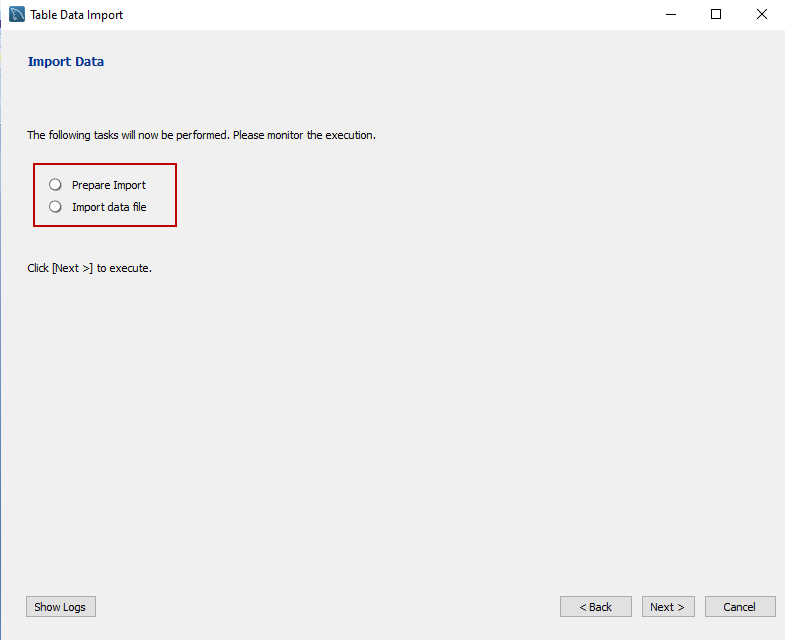 Table Data Import
Import Data
The following tasks will now be performed. Please monitor the execution.
Prepare Import
Import data file
Click [Next >] to execute.
Show Logs
< Back
Next >
Cancel